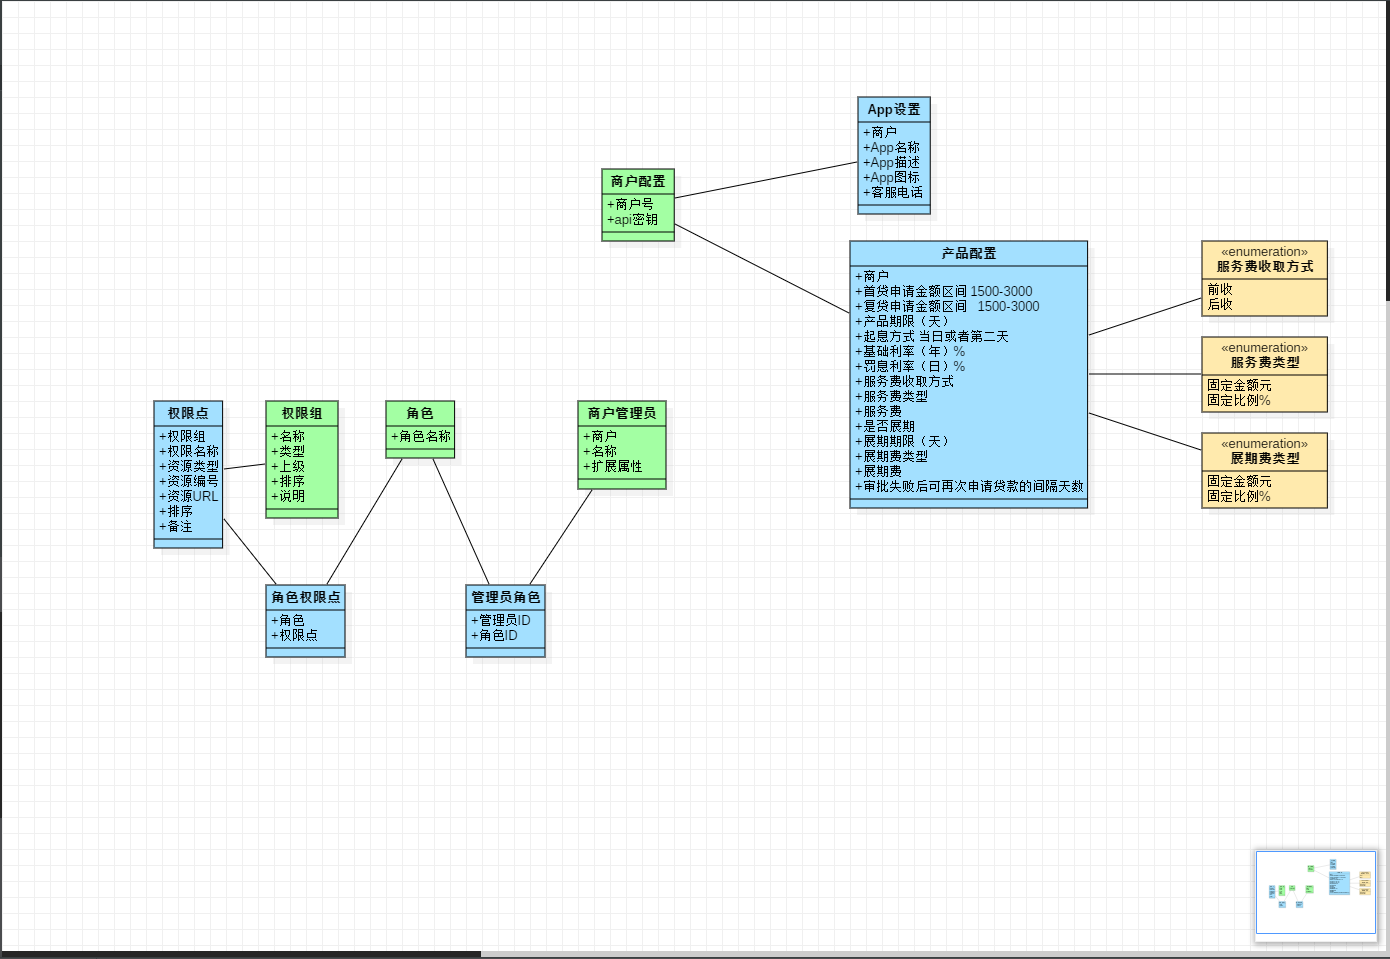 App设置
+商户
+App名称
+App描述
+App图标
+客服电话
商户配置
+商户号
+api密钥
产品配置
+商户
+首贷申请金额区间 1500-3000
+复贷申请金额区间 1500-3000
+产品期限（天）
+起息方式 当日或者第二天
+基础利率（年）%
+罚息利率（日）%
+服务费收取方式
+服务费类型
+服务费
+是否展期
+展期期限（天）
+展期费类型
+展期费
+审批失败后可再次申请贷款的间隔天数
«enumeration»
服务费收取方式
前收
后收
«enumeration»
服务费类型
固定金额元
固定比例%
«enumeration»
展期费类型
固定金额元
固定比例%
权限点
+权限组
+权限名称
+资源类型
+资源编号
+资源URL
+排序
+备注
权限组
+名称
+类型
+上级
+排序
+说明
角色
+角色名称
商户管理员
+商户
+名称
+扩展属性
角色权限点
+角色
+权限点
管理员角色
+管理员ID
+角色ID